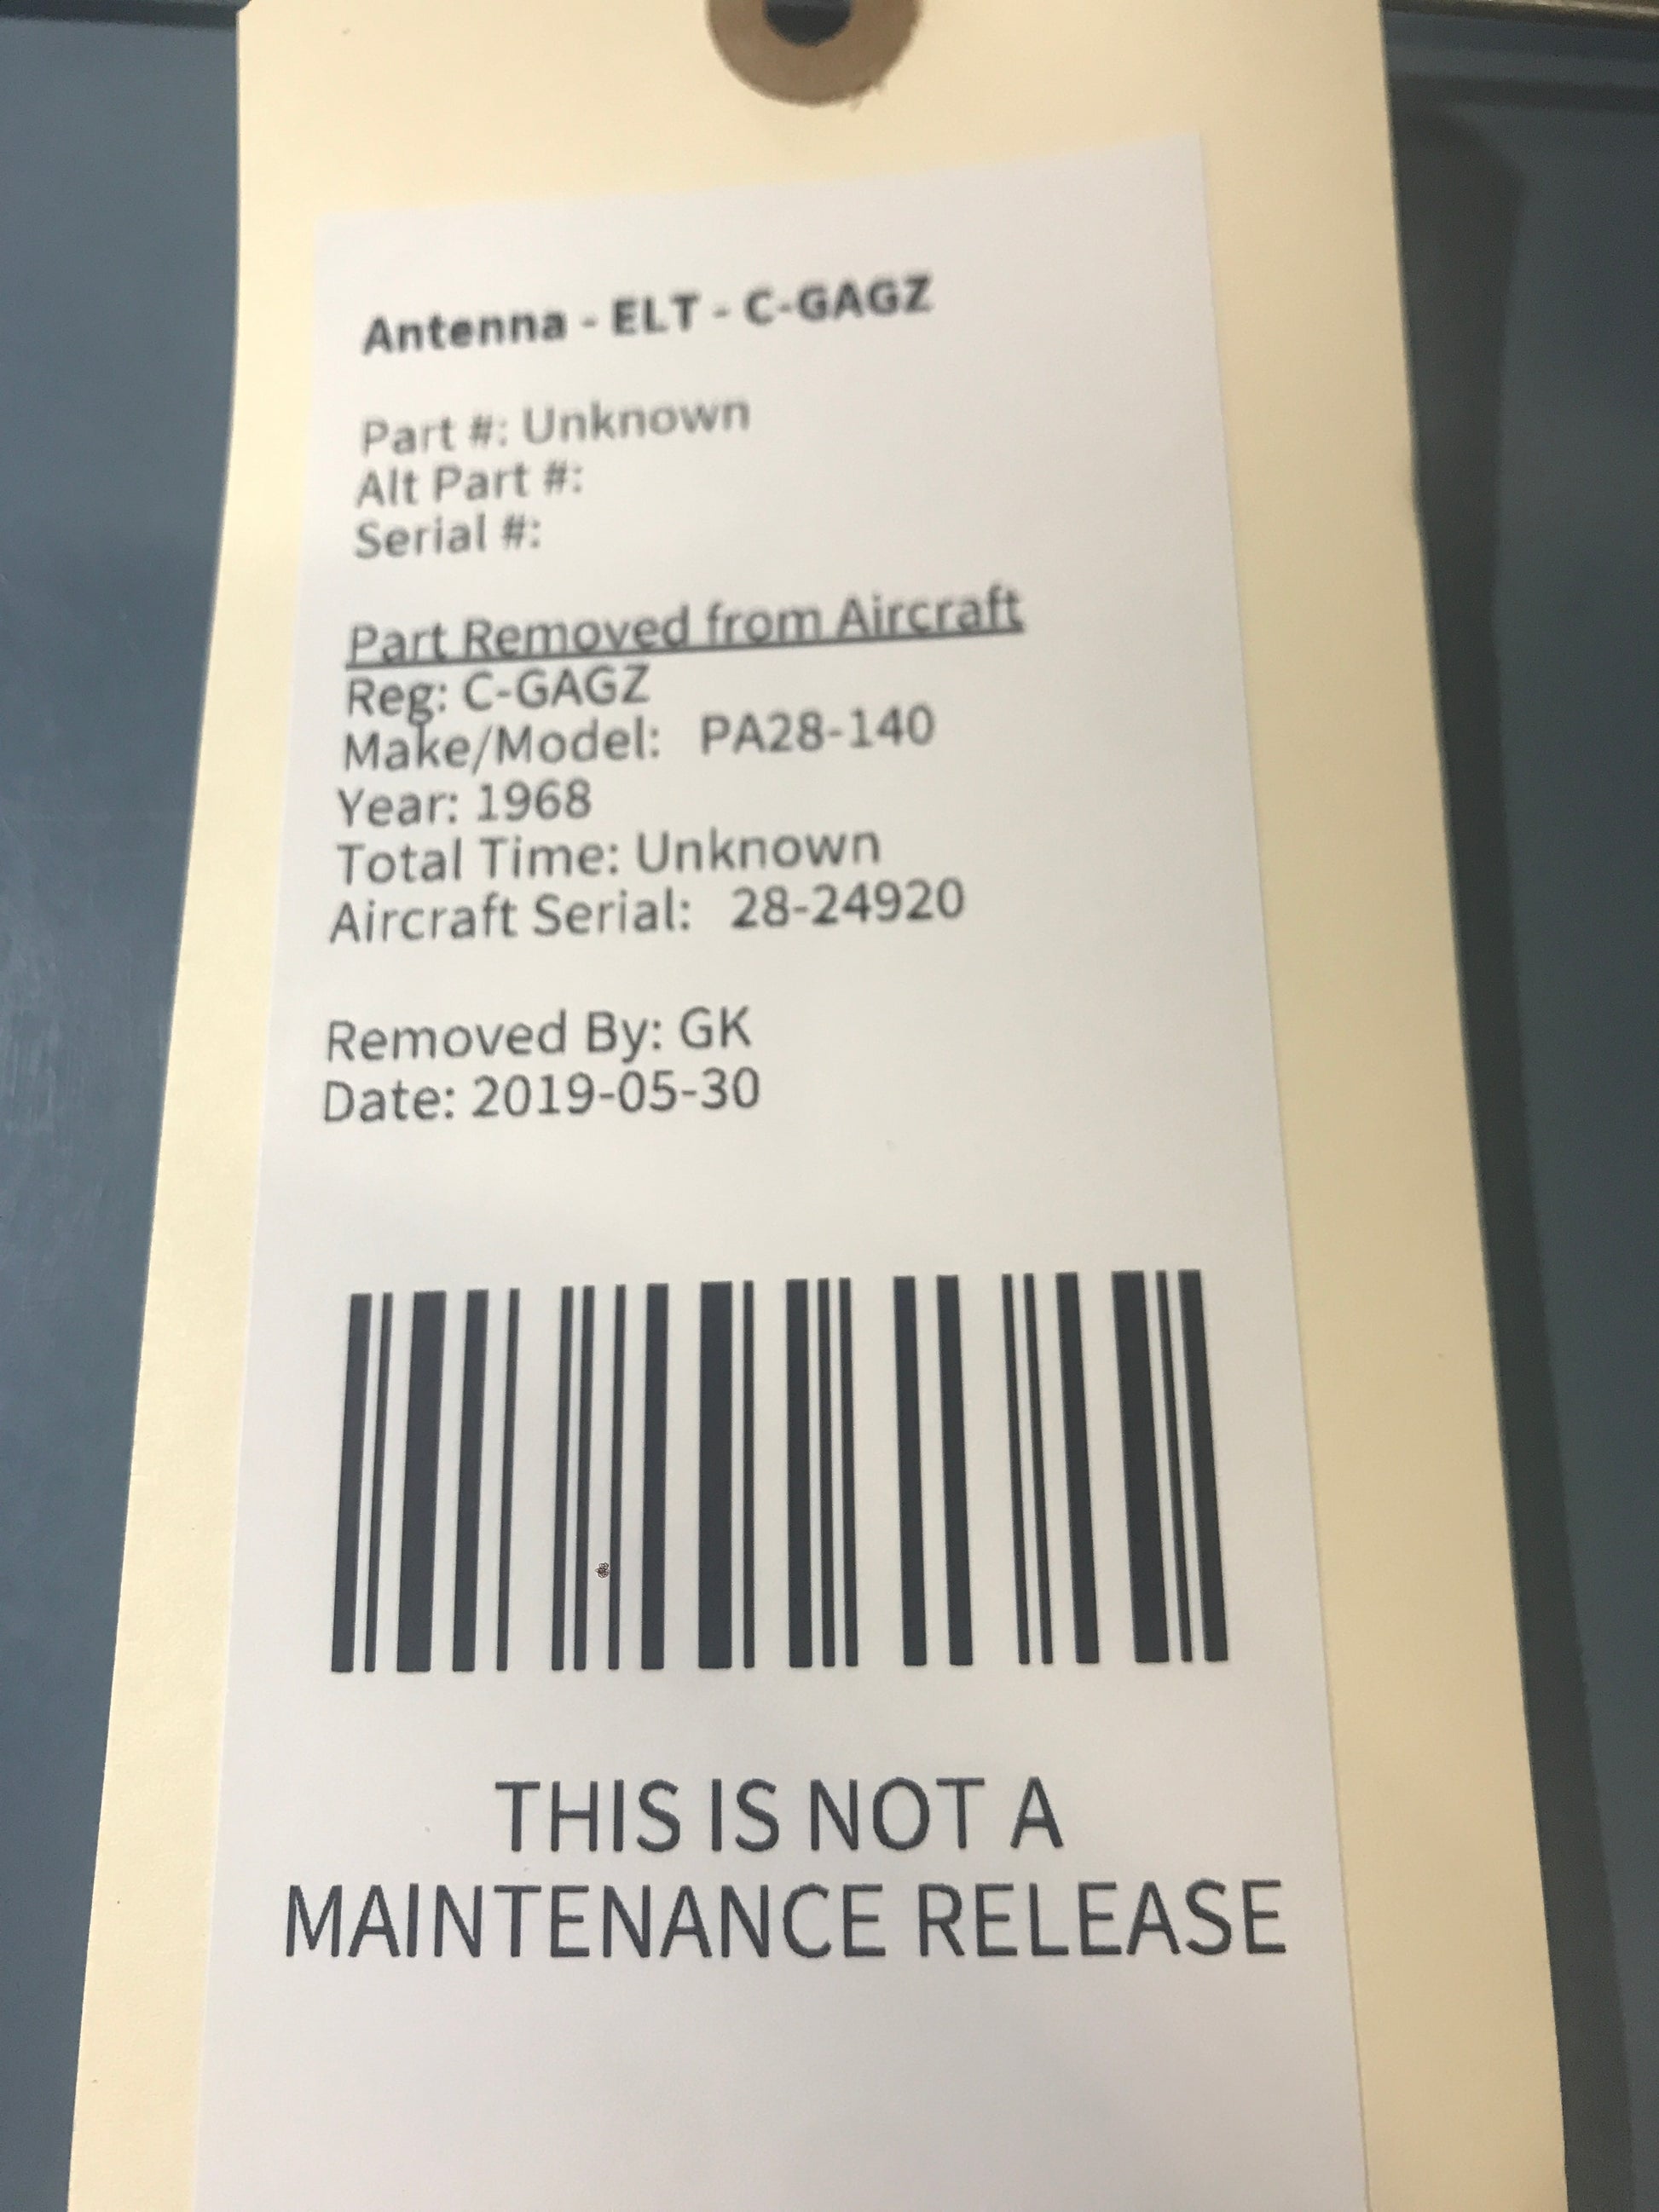 Antenna - ELT - C-GAGZ
Part #: Unknown
Alt Part #:
Serial #:
Part Removed from Aircraft
Reg: C-GAGZ
Make/Model: PA28-140
Year: 1968
Total Time: Unknown
Aircraft Serial: 28-24920
Removed By: GK
Date: 2019-05-30
THIS IS NOT A
MAINTENANCE RELEASE